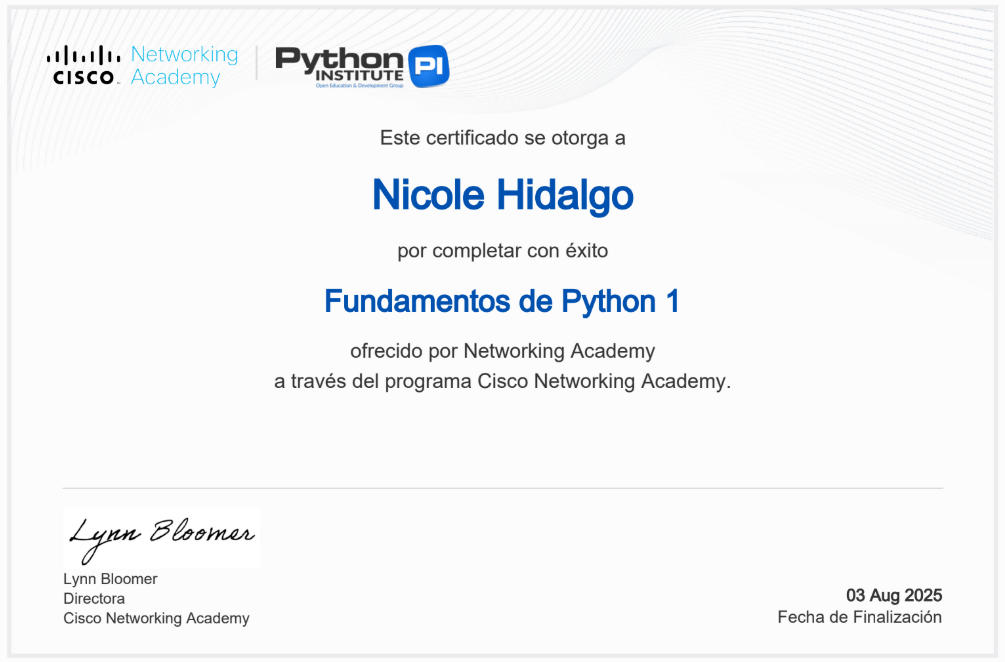 CISCO Networking Academy
Python INSTITUTE PI
Open Education & Development Group
Este certificado se otorga a
Nicole Hidalgo
por completar con éxito
Fundamentos de Python 1
ofrecido por Networking Academy
a través del programa Cisco Networking Academy.
Lynn Bloomer
Lynn Bloomer
Directora
Cisco Networking Academy
03 Aug 2025
Fecha de Finalización